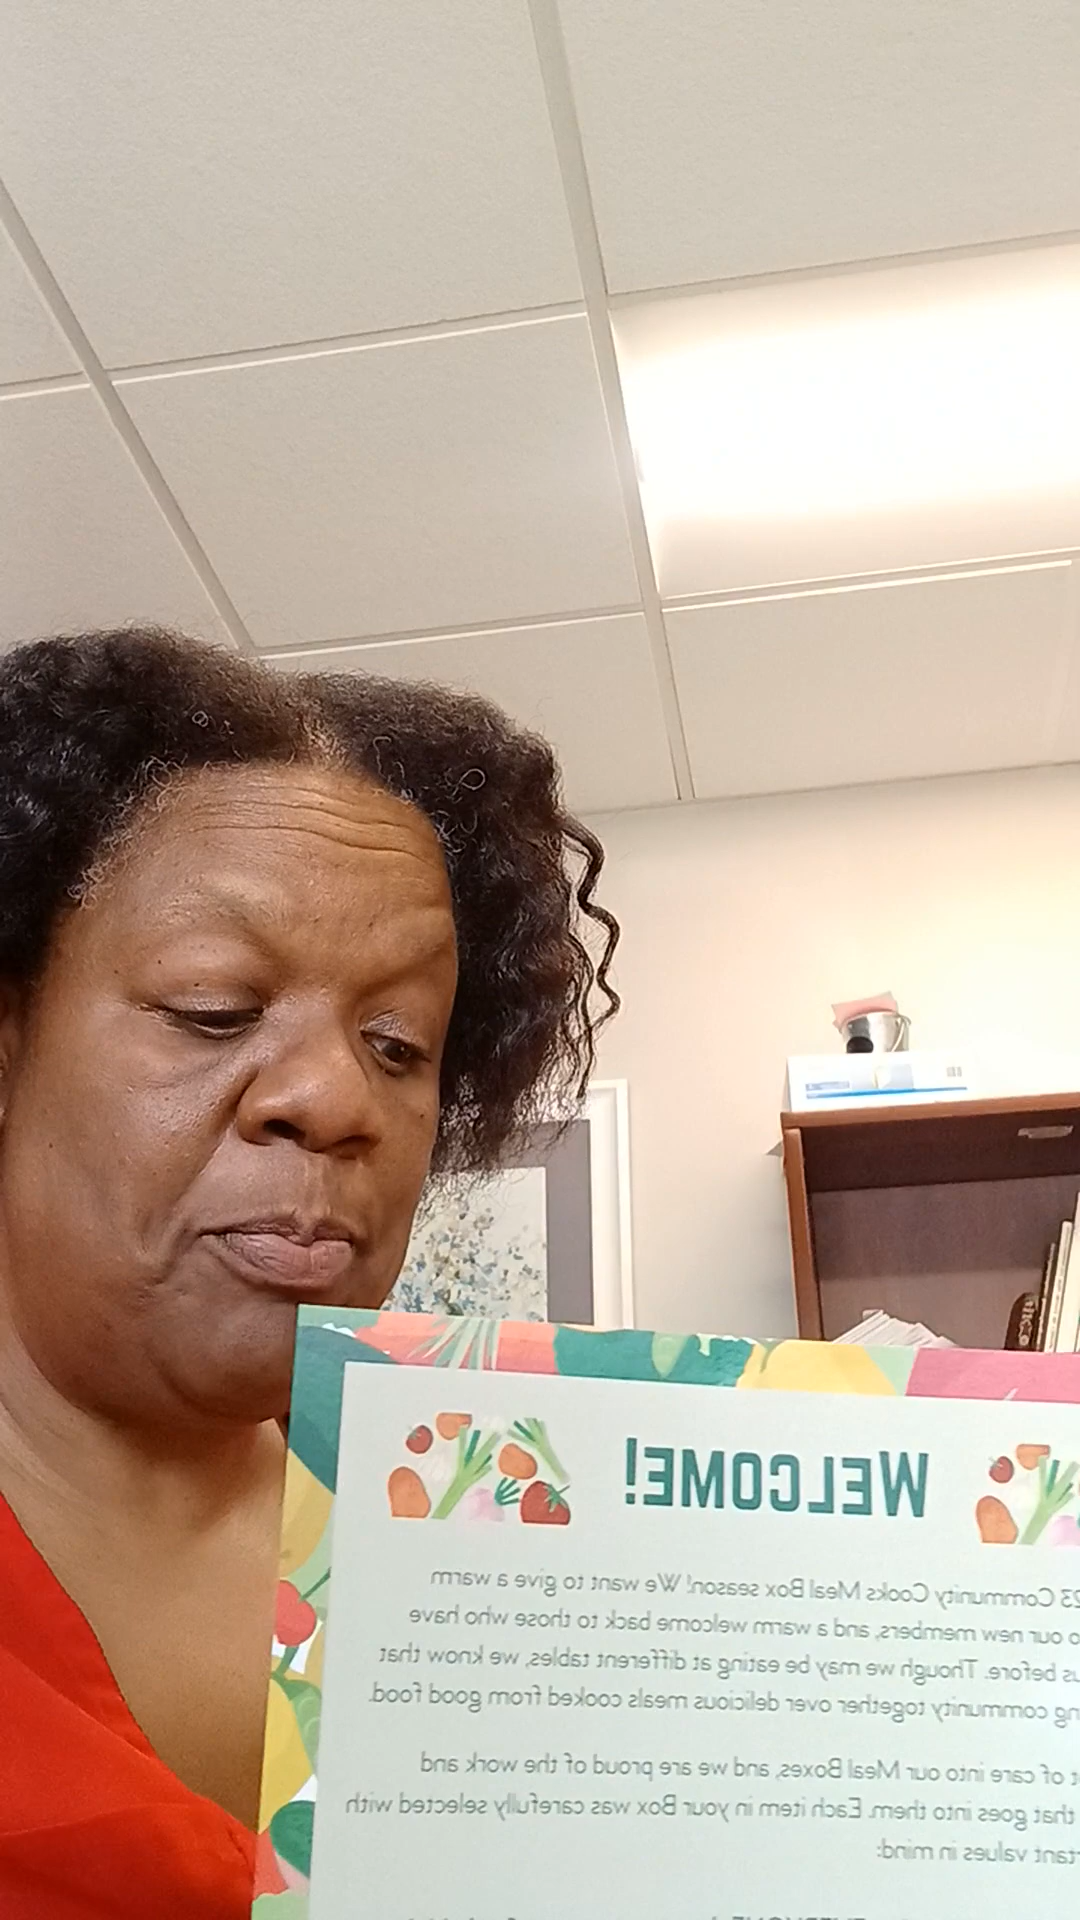 WELCOME!
23 Community Cooks Meal Box season! We want to give a warm
o our new members, and a warm welcome back to those who have
us before. Though we may be eating at different tables, we know that
ng community together over delicious meals cooked from good food.
t of care into our Meal Boxes, and we are proud of the work and
that goes into them. Each item in your Box was carefully selected with
tant values in mind: